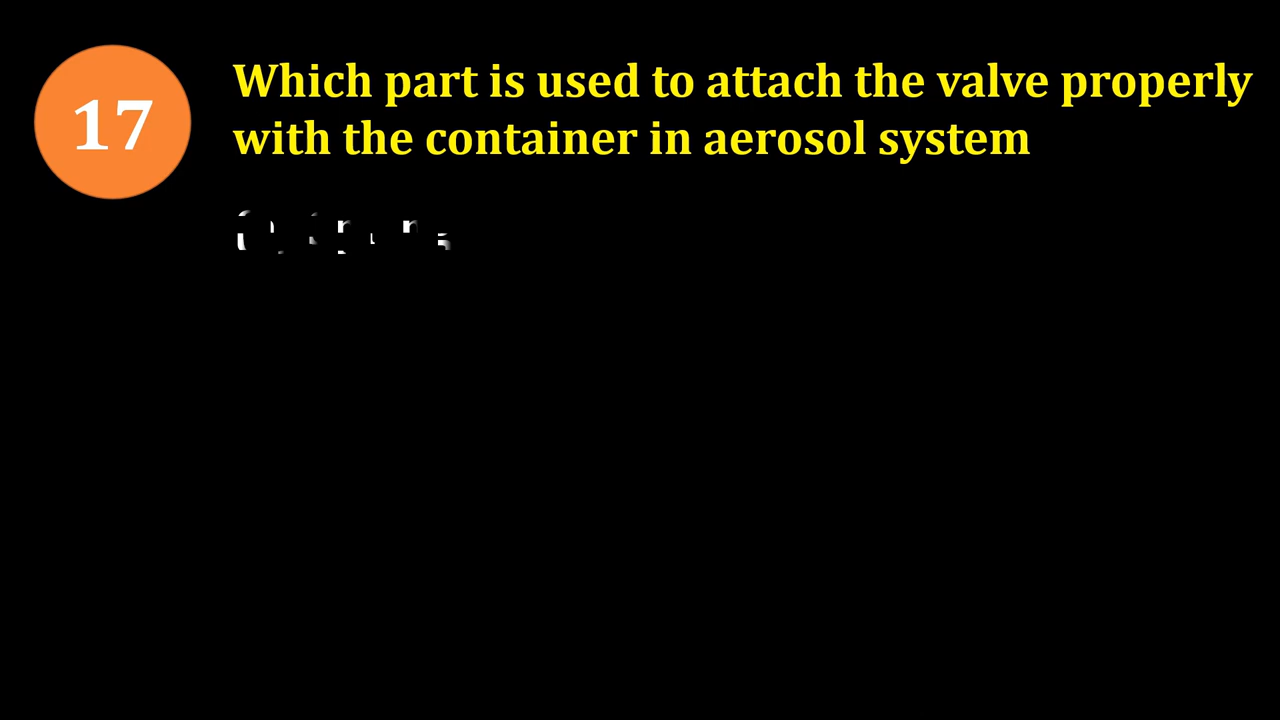 17
Which part is used to attach the valve properly
with the container in aerosol system